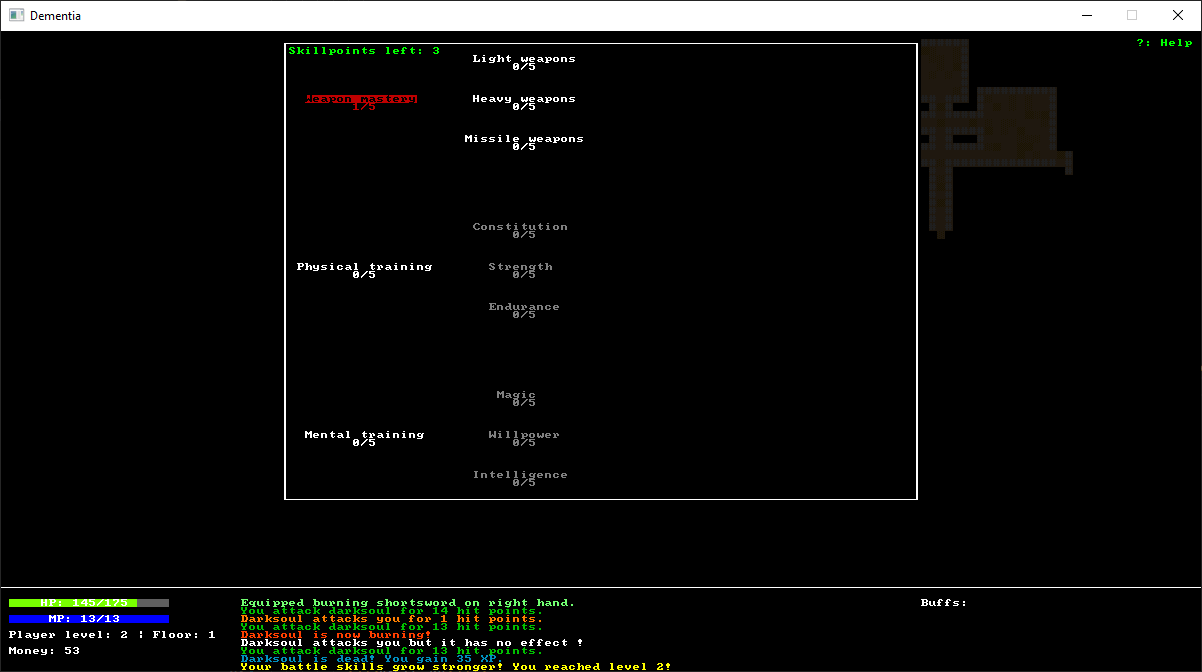 Dementia
?: Help
Skillpoints left: 3
Light weapons
0/5
Weapon mastery
1/5
Heavy weapons
0/5
Missile weapons
0/5
Constitution
0/5
Physical training
0/5
Strength
0/5
Endurance
0/5
Magic
0/5
Mental training
0/5
Willpower
0/5
Intelligence
0/5
HP: 145/175
MP: 13/13
Player level: 2 ¦ Floor: 1
Money: 53
Equipped burning shortsword on right hand.
You attack darksoul for 14 hit points.
Darksoul attacks you for 1 hit points.
You attack darksoul for 13 hit points.
Darksoul is now burning!
Darksoul attacks you but it has no effect !
You attack darksoul for 13 hit points.
Darksoul is dead! You gain 35 XP.
Your battle skills grow stronger! You reached level 2!
Buffs: